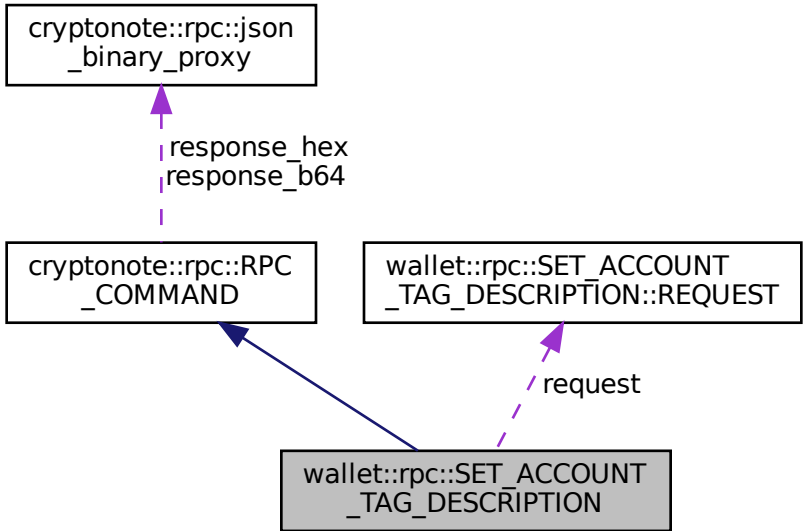 cryptonote::rpc::json
_binary_proxy
response_hex
response_b64
cryptonote::rpc::RPC
_COMMAND
wallet::rpc::SET_ACCOUNT
_TAG_DESCRIPTION::REQUEST
request
wallet::rpc::SET_ACCOUNT
_TAG_DESCRIPTION